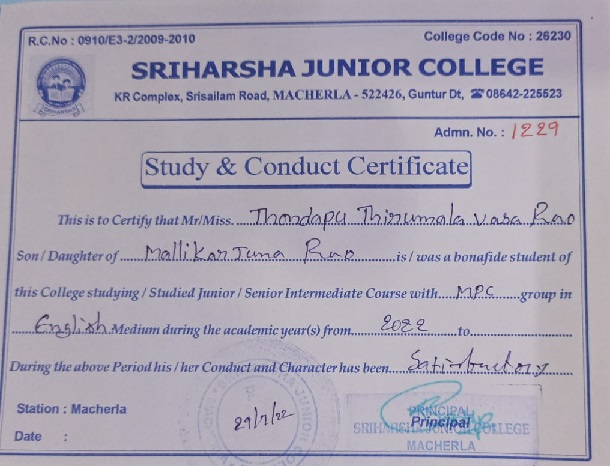 R.C.No : 0910/E3-2/2009-2010 College Code No : 26230
SRIHARSHA JUNIOR COLLEGE
KR Complex, Srisailam Road, MACHERLA - 522426, Guntur Dt, ☎08642-225523
Admn. No. : 1229
Study & Conduct Certificate
This is to Certify that Mr/Miss. Thondapu Thirumala vasa Rao
Son / Daughter of Mallikarjuna Rao is / was a bonafide student of
this College studying / Studied Junior / Senior Intermediate Course with MPC group in
English Medium during the academic year(s) from 2022 to
During the above Period his / her Conduct and Character has been Satisfactory
Station : Macherla
Date :
29/7/22
PRINCIPAL
Principal
SRIHARSHA JUNIOR COLLEGE
MACHERLA